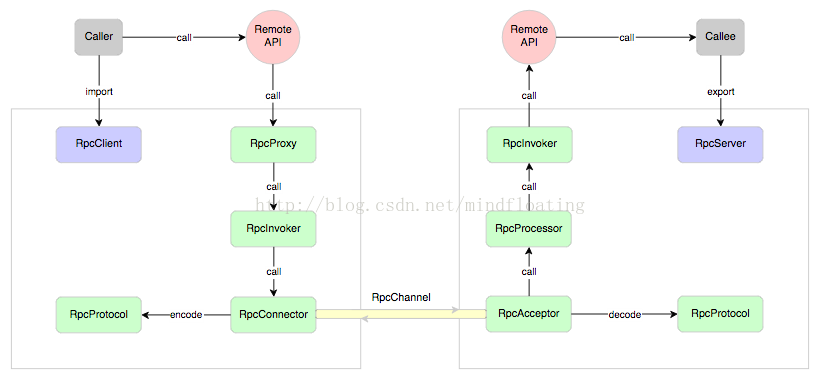 Caller
call
Remote
API
Remote
API
call
Callee
import
call
call
export
RpcClient
RpcProxy
RpcInvoker
RpcServer
call
call
http://blog.csdn.net/mindfloating
RpcInvoker
RpcProcessor
call
call
RpcChannel
RpcProtocol
encode
RpcConnector
RpcAcceptor
decode
RpcProtocol